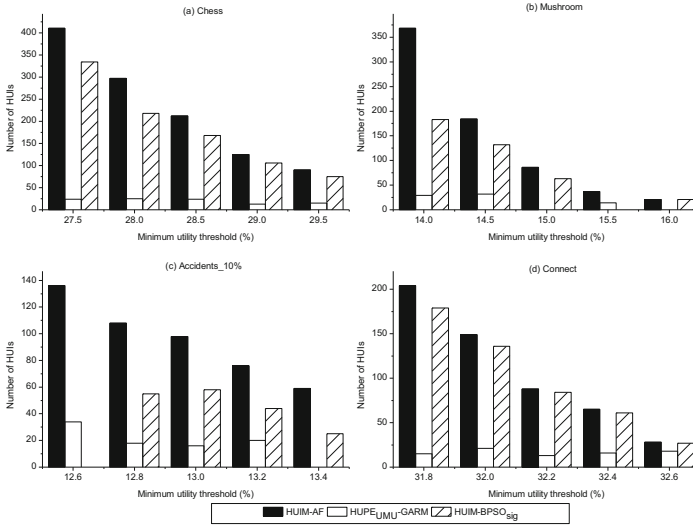 (a) Chess
Number of HUIs
400
350
300
250
200
150
100
50
0
27.5 28.0 28.5 29.0 29.5
Minimum utility threshold (%)
(b) Mushroom
Number of HUIs
350
300
250
200
150
100
50
0
14.0 14.5 15.0 15.5 16.0
Minimum utility threshold (%)
(c) Accidents_10%
Number of HUIs
140
120
100
80
60
40
20
0
12.6 12.8 13.0 13.2 13.4
Minimum utility threshold (%)
(d) Connect
Number of HUIs
200
150
100
50
0
31.8 32.0 32.2 32.4 32.6
Minimum utility threshold (%)
HUIM-AF HUPEUMU-GARM HUIM-BPSOsig